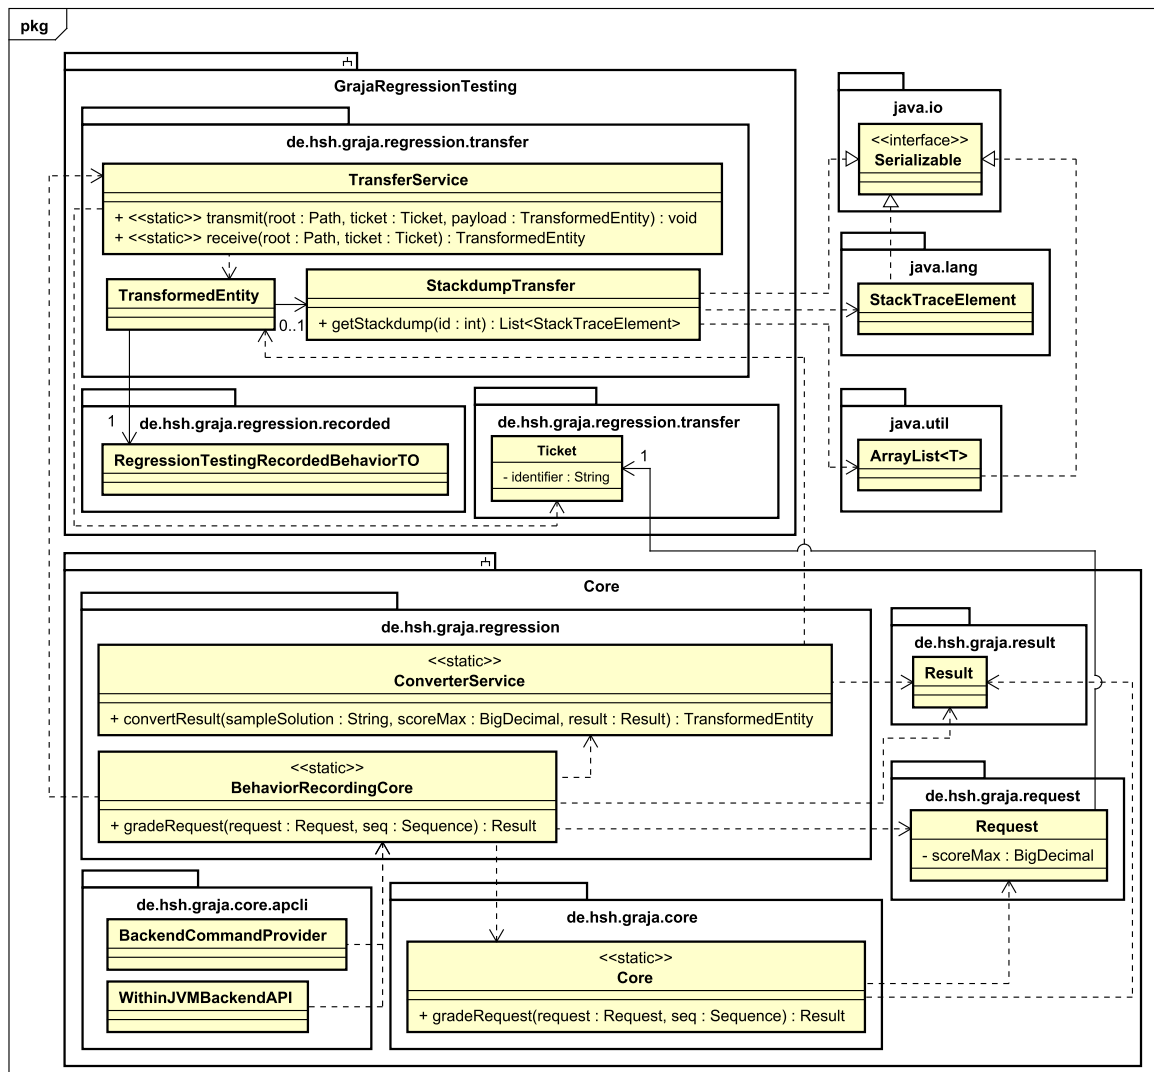 pkg
GrajaRegressionTesting
de.hsh.graja.regression.transfer
TransferService
+ <<static>> transmit(root : Path, ticket : Ticket, payload : TransformedEntity) : void
+ <<static>> receive(root : Path, ticket : Ticket) : TransformedEntity
TransformedEntity
0..1
StackdumpTransfer
+ getStackdump(id : int) : List<StackTraceElement>
java.io
<<interface>>
Serializable
java.lang
StackTraceElement
java.util
ArrayList<T>
1
de.hsh.graja.regression.recorded
RegressionTestingRecordedBehaviorTO
de.hsh.graja.regression.transfer
Ticket
- identifier : String
1
Core
de.hsh.graja.regression
<<static>>
ConverterService
+ convertResult(sampleSolution : String, scoreMax : BigDecimal, result : Result) : TransformedEntity
<<static>>
BehaviorRecordingCore
+ gradeRequest(request : Request, seq : Sequence) : Result
de.hsh.graja.result
Result
de.hsh.graja.request
Request
- scoreMax : BigDecimal
de.hsh.graja.core.apcli
BackendCommandProvider
WithinJVMBackendAPI
de.hsh.graja.core
<<static>>
Core
+ gradeRequest(request : Request, seq : Sequence) : Result